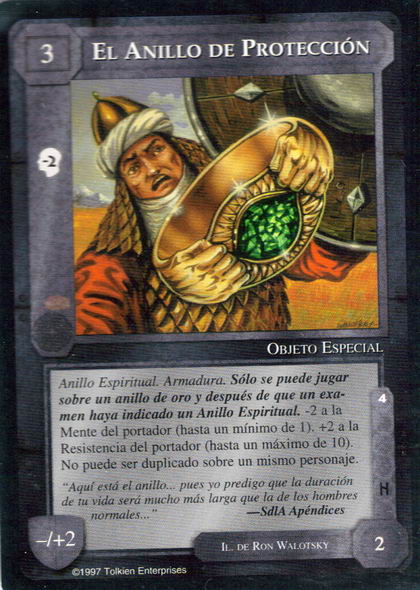 3
EL ANILLO DE PROTECCIÓN
-2
OBJETO ESPECIAL
Anillo Espiritual. Armadura. Sólo se puede jugar
sobre un anillo de oro y después de que un exa-
men haya indicado un Anillo Espiritual. -2 a la
Mente del portador (hasta un mínimo de 1). +2 a la
Resistencia del portador (hasta un máximo de 10).
No puede ser duplicado sobre un mismo personaje.
4
H
“Aquí está el anillo... pues yo predigo que la duración
de tu vida será mucho más larga que la de los hombres
normales...” —SdlA Apéndices
–/+2
IL. DE RON WALOTSKY
2
©1997 Tolkien Enterprises